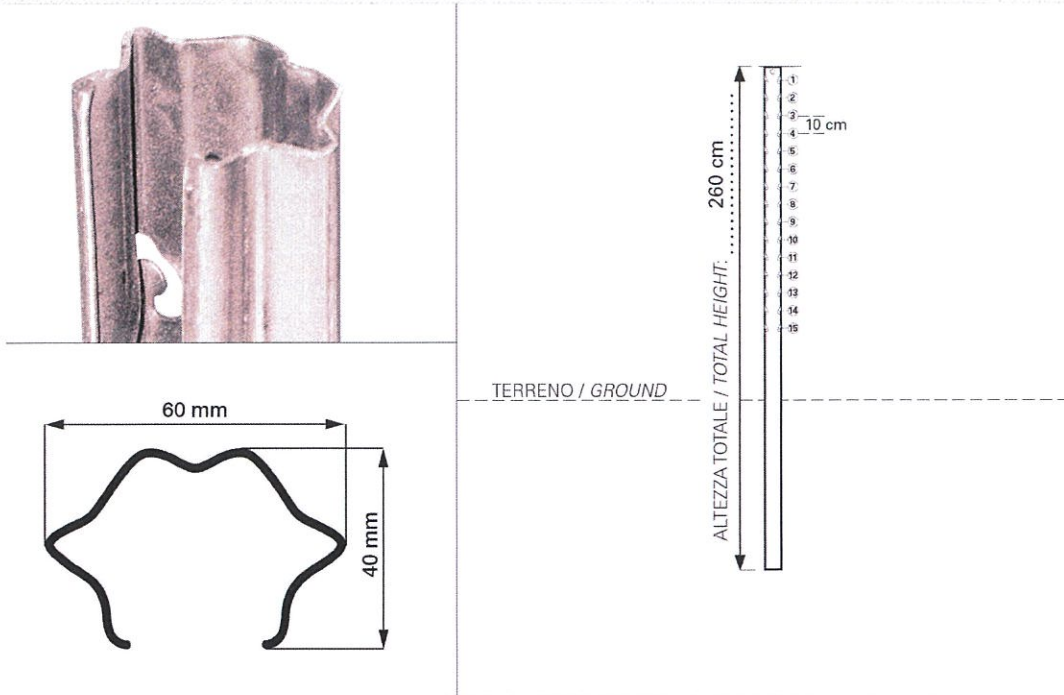 60 mm
40 mm
TERRENO / GROUND
ALTEZZA TOTALE / TOTAL HEIGHT:
260 cm
10 cm
1
2
3
4
5
6
7
8
9
10
11
12
13
14
15